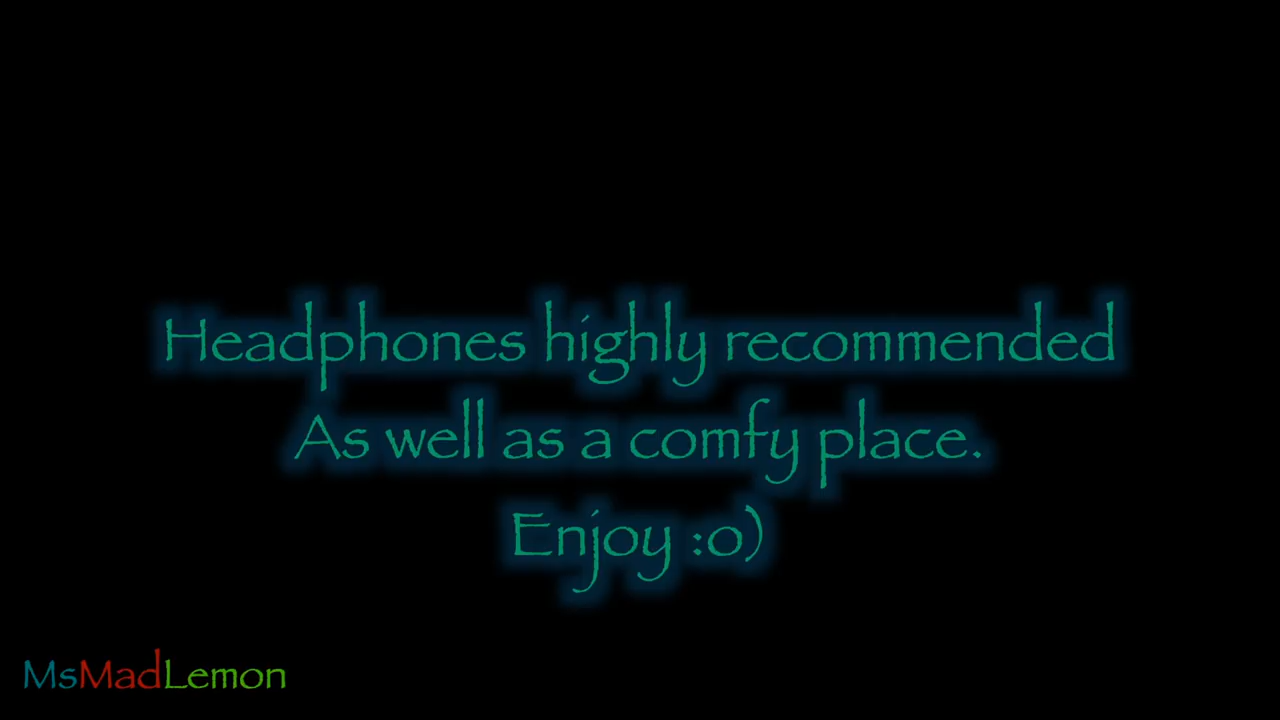 Headphones highly recommended
As well as a comfy place.
Enjoy :o)
MsMadLemon